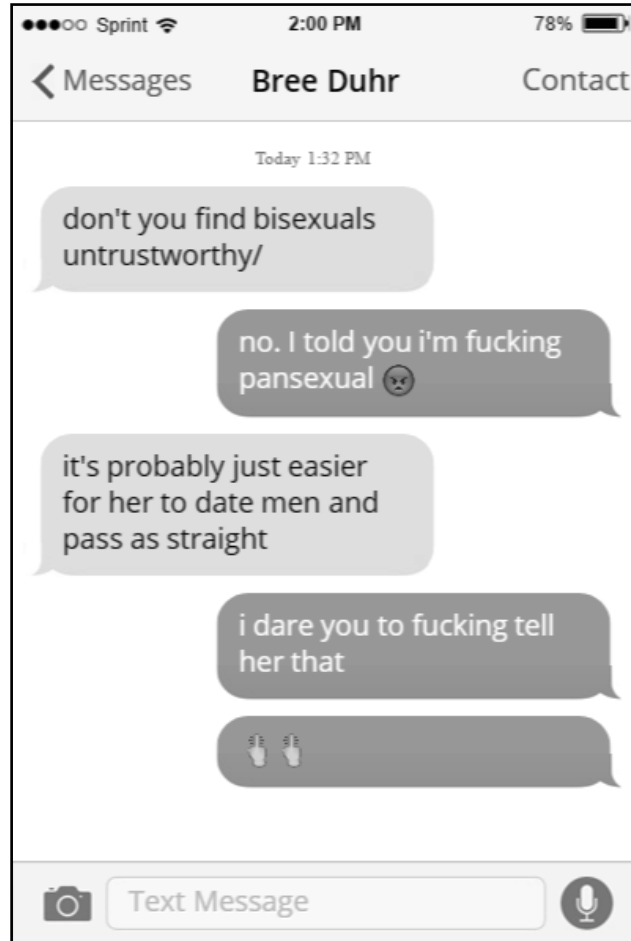 Sprint 2:00 PM 78%
Messages Bree Duhr Contact
Today 1:32 PM
don't you find bisexuals
untrustworthy/
no. I told you i'm fucking
pansexual 😠
it's probably just easier
for her to date men and
pass as straight
i dare you to fucking tell
her that
Text Message